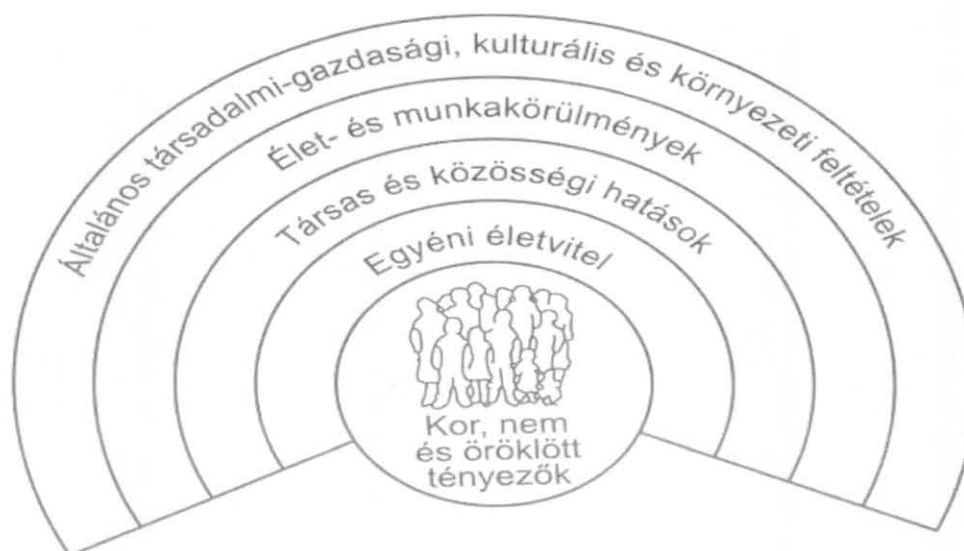 Általános társadalmi-gazdasági, kulturális és környezeti feltételek
Élet- és munkakörülmények
Társas és közösségi hatások
Egyéni életvitel
Kor, nem
és öröklött
tényezők